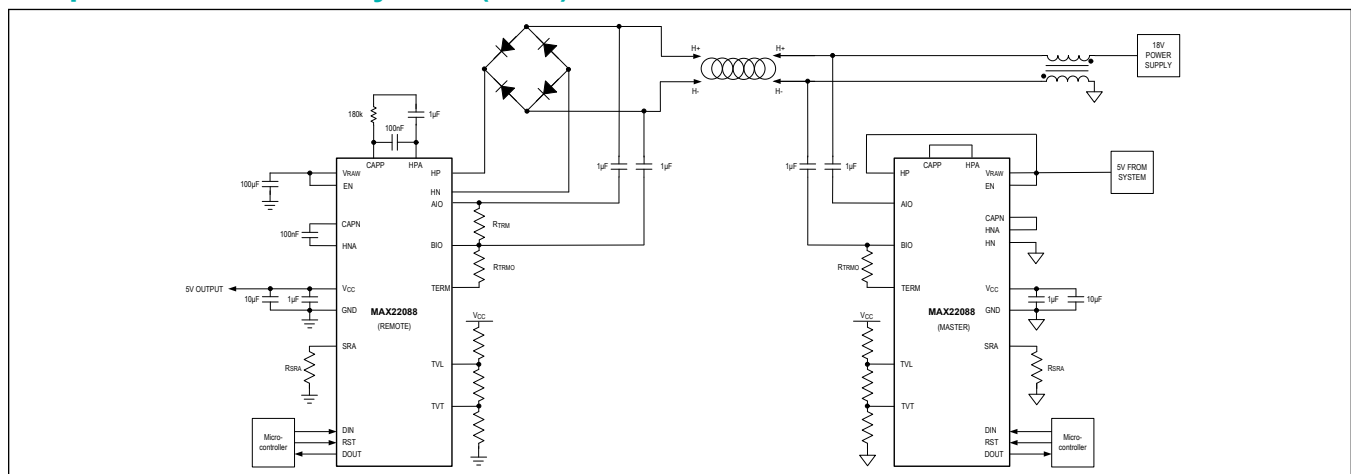 18V
POWER
SUPPLY
H+
H+
H-
H-
180k
1µF
100nF
CAPP
HPA
VRAW
EN
100µF
CAPN
100nF
HNA
5V OUTPUT
10µF
1µF
VCC
GND
SRA
RSRA
DIN
RST
DOUT
Micro-
controller
MAX22088
(REMOTE)
HP
HN
AIO
BIO
TERM
TVL
TVT
RTRM
RTRMO
VCC
1µF
1µF
1µF
1µF
HP
AIO
BIO
TERM
TVL
TVT
RTRMO
VCC
CAPP
HPA
MAX22088
(MASTER)
VRAW
EN
CAPN
HNA
HN
VCC
GND
SRA
DIN
RST
DOUT
5V FROM
SYSTEM
1µF
10µF
RSRA
Micro-
controller